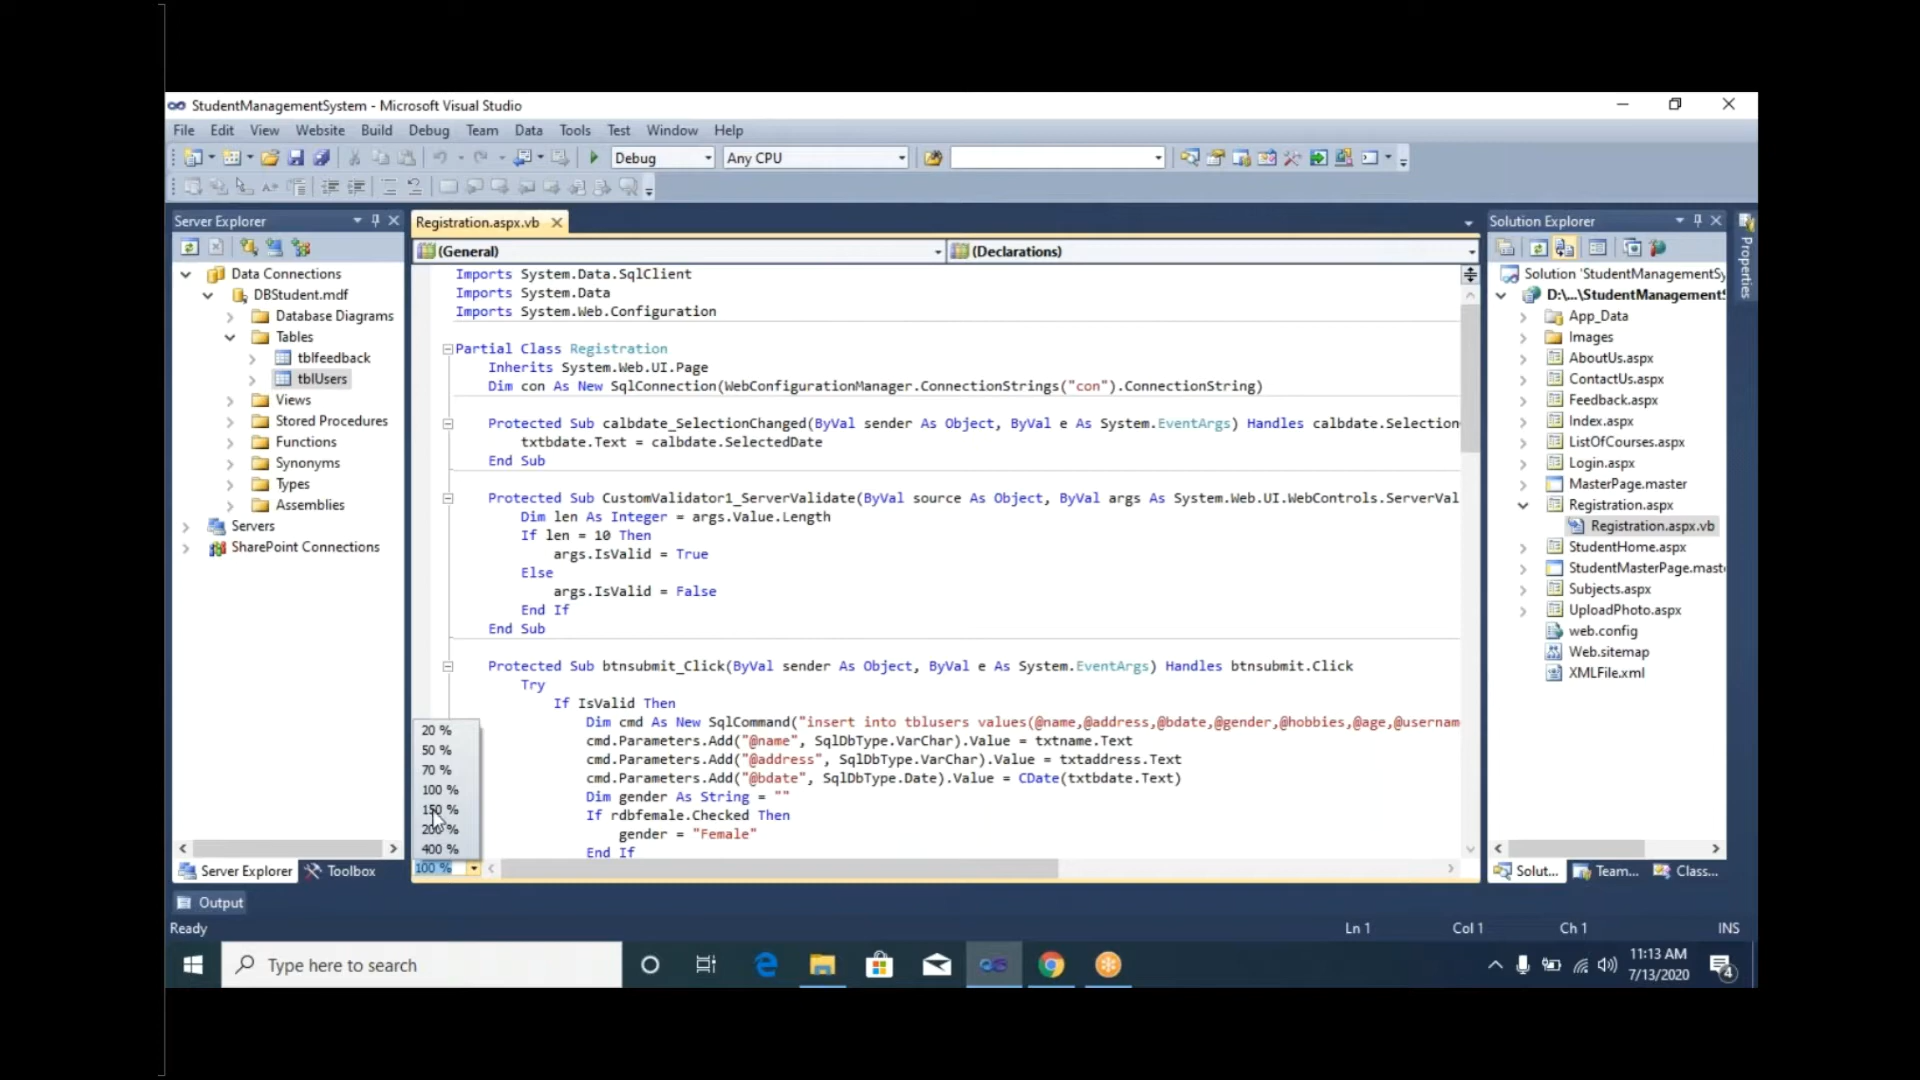 StudentManagementSystem - Microsoft Visual Studio
File Edit View Website Build Debug Team Data Tools Test Window Help
Debug Any CPU
Server Explorer
Data Connections
DBStudent.mdf
Database Diagrams
Tables
tblfeedback
tblUsers
Views
Stored Procedures
Functions
Synonyms
Types
Assemblies
Servers
SharePoint Connections
Server Explorer Toolbox
Registration.aspx.vb
(General) (Declarations)
Imports System.Data.SqlClient
Imports System.Data
Imports System.Web.Configuration
Partial Class Registration
Inherits System.Web.UI.Page
Dim con As New SqlConnection(WebConfigurationManager.ConnectionStrings("con").ConnectionString)
Protected Sub calbdate_SelectionChanged(ByVal sender As Object, ByVal e As System.EventArgs) Handles calbdate.Selection
txtbdate.Text = calbdate.SelectedDate
End Sub
Protected Sub CustomValidator1_ServerValidate(ByVal source As Object, ByVal args As System.Web.UI.WebControls.ServerVal
Dim len As Integer = args.Value.Length
If len = 10 Then
args.IsValid = True
Else
args.IsValid = False
End If
End Sub
Protected Sub btnsubmit_Click(ByVal sender As Object, ByVal e As System.EventArgs) Handles btnsubmit.Click
Try
If IsValid Then
Dim cmd As New SqlCommand("insert into tblusers values(@name,@address,@bdate,@gender,@hobbies,@age,@usernam
cmd.Parameters.Add("@name", SqlDbType.VarChar).Value = txtname.Text
cmd.Parameters.Add("@address", SqlDbType.VarChar).Value = txtaddress.Text
cmd.Parameters.Add("@bdate", SqlDbType.Date).Value = CDate(txtbdate.Text)
Dim gender As String = ""
If rdbfemale.Checked Then
gender = "Female"
End If
20 %
50 %
70 %
100 %
150 %
200 %
400 %
100 %
Solution Explorer
Solution 'StudentManagementSy
D:\...\StudentManagementS
App_Data
Images
AboutUs.aspx
ContactUs.aspx
Feedback.aspx
Index.aspx
ListOfCourses.aspx
Login.aspx
MasterPage.master
Registration.aspx
Registration.aspx.vb
StudentHome.aspx
StudentMasterPage.mast
Subjects.aspx
UploadPhoto.aspx
web.config
Web.sitemap
XMLFile.xml
Solut... Team... Class...
Properties
Output
Ready Ln 1 Col 1 Ch 1 INS
Type here to search
11:13 AM
7/13/2020
4